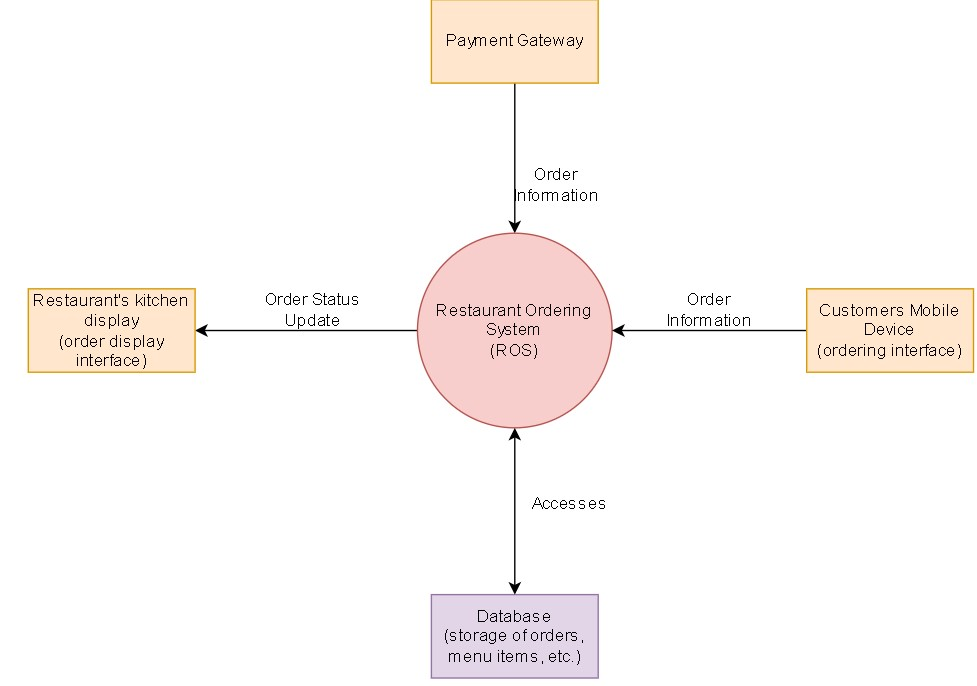 Payment Gateway
Order
Information
Restaurant's kitchen
display
(order display
interface)
Order Status
Update
Restaurant Ordering
System
(ROS)
Order
Information
Customers Mobile
Device
(ordering interface)
Accesses
Database
(storage of orders,
menu items, etc.)